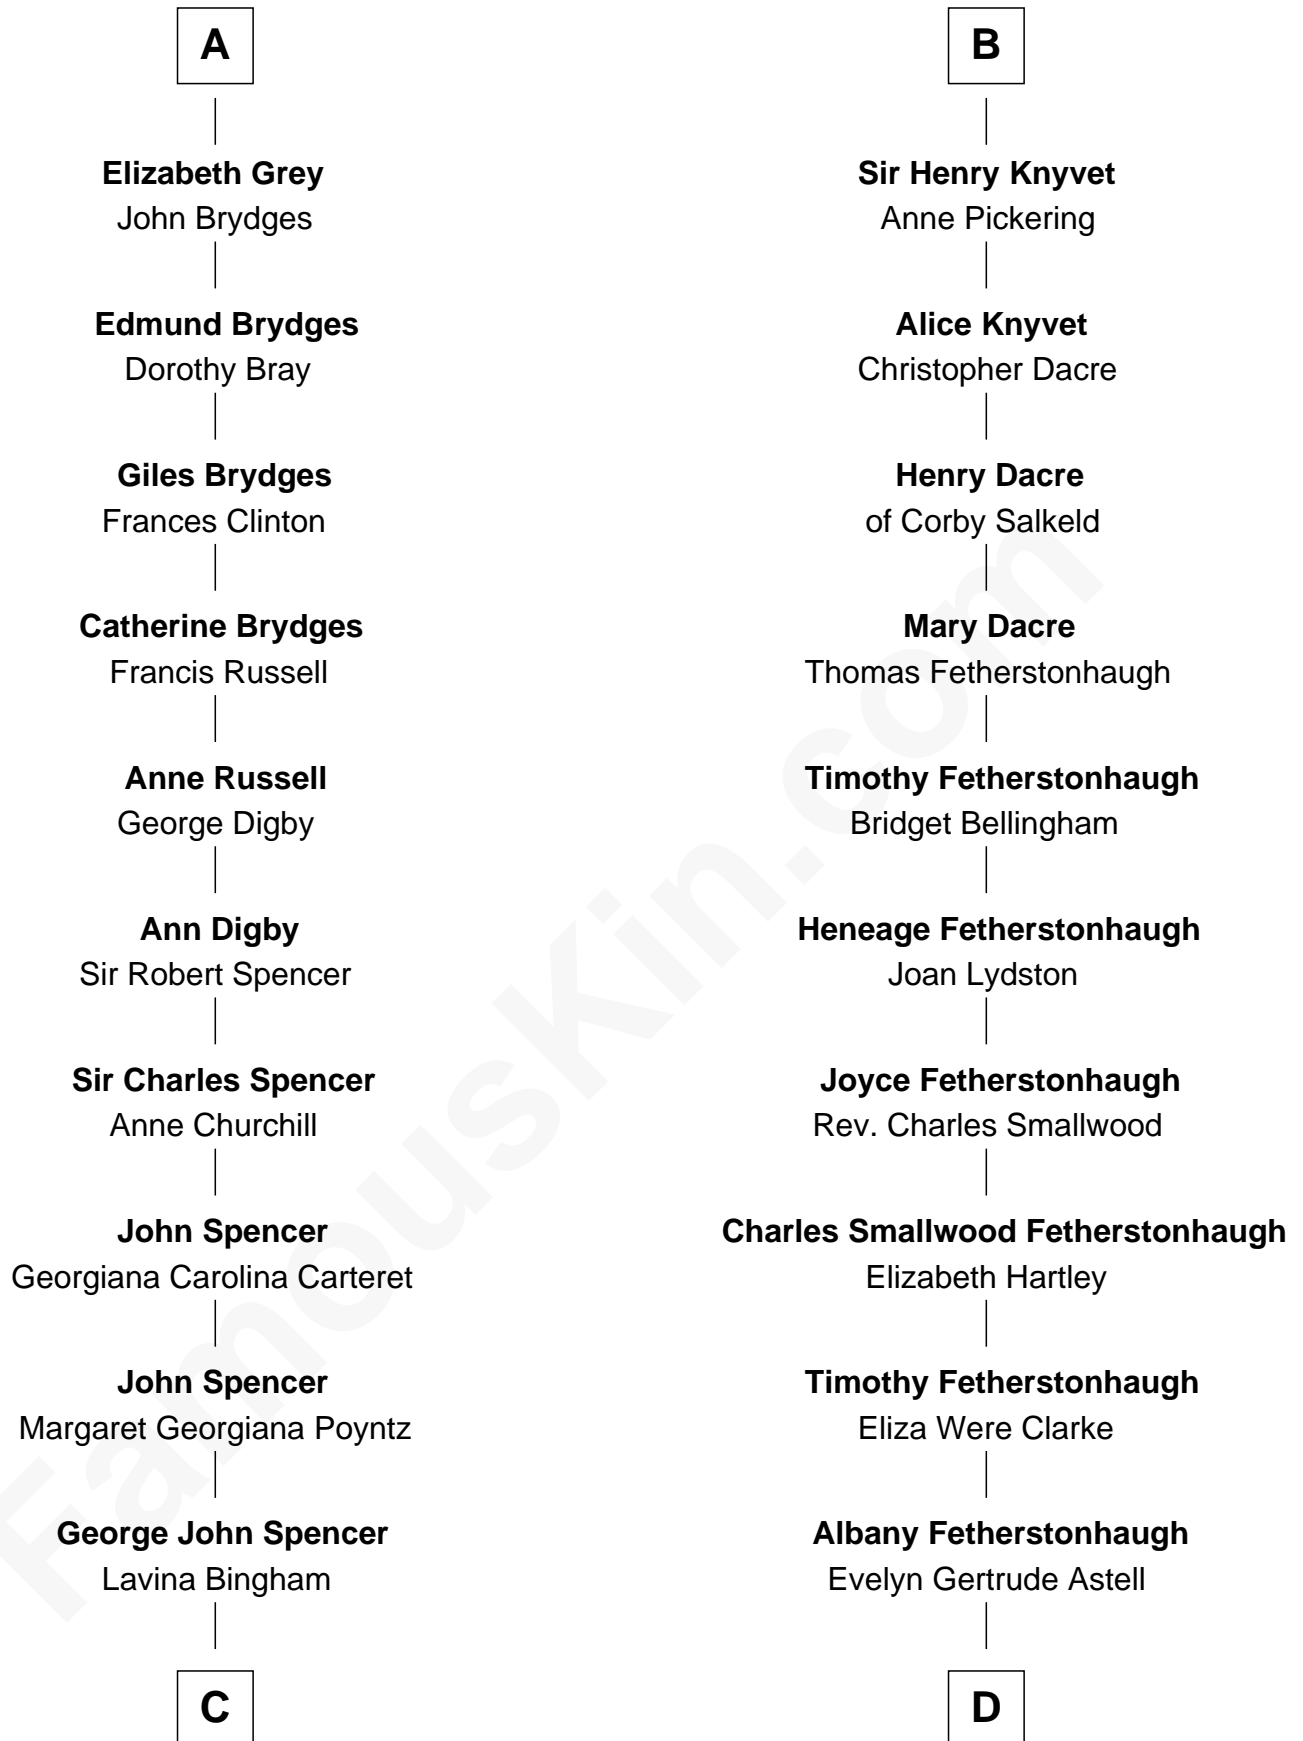 A
Elizabeth Grey
John Brydges
Edmund Brydges
Dorothy Bray
Giles Brydges
Frances Clinton
Catherine Brydges
Francis Russell
Anne Russell
George Digby
Ann Digby
Sir Robert Spencer
Sir Charles Spencer
Anne Churchill
John Spencer
Georgiana Carolina Carteret
John Spencer
Margaret Georgiana Poyntz
George John Spencer
Lavina Bingham
C
B
Sir Henry Knyvet
Anne Pickering
Alice Knyvet
Christopher Dacre
Henry Dacre
of Corby Salkeld
Mary Dacre
Thomas Fetherstonhaugh
Timothy Fetherstonhaugh
Bridget Bellingham
Heneage Fetherstonhaugh
Joan Lydston
Joyce Fetherstonhaugh
Rev. Charles Smallwood
Charles Smallwood Fetherstonhaugh
Elizabeth Hartley
Timothy Fetherstonhaugh
Eliza Were Clarke
Albany Fetherstonhaugh
Evelyn Gertrude Astell
D
FamousKin.com